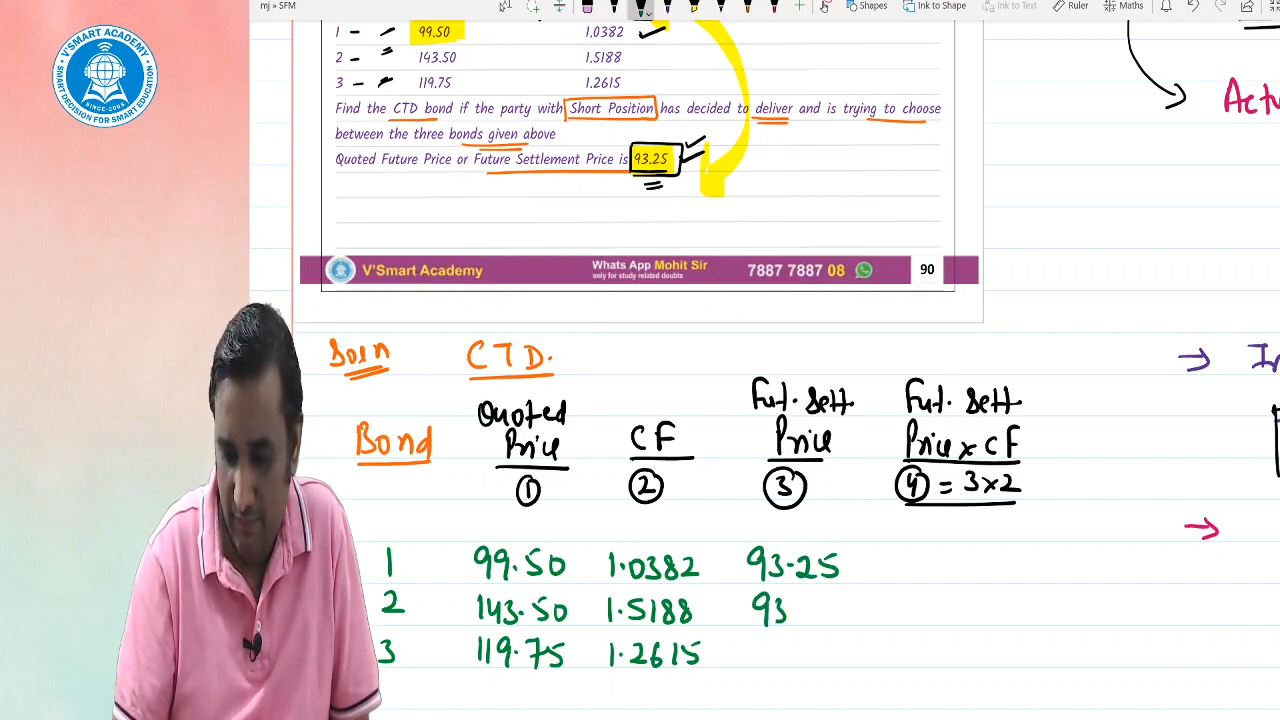 mj » SFM
Shapes
Ink to Shape
Ink to Text
Ruler
Maths
V'SMART ACADEMY
SMART DECISION FOR SMART EDUCATION
SINCE-2005
1 - 99.50 1.0382
2 - 143.50 1.5188
3 - 119.75 1.2615
Find the CTD bond if the party with Short Position has decided to deliver and is trying to choose
between the three bonds given above
Quoted Future Price or Future Settlement Price is 93.25
V'Smart Academy
Whats App Mohit Sir
only for study related doubts
7887 7887 08
90
Soln CTD.
Bond Quoted Price CF Fut. Sett. Price Fut. Sett Price x CF
1 2 3 4 = 3x2
1 99.50 1.0382 93.25
2 143.50 1.5188 93
3 119.75 1.2615